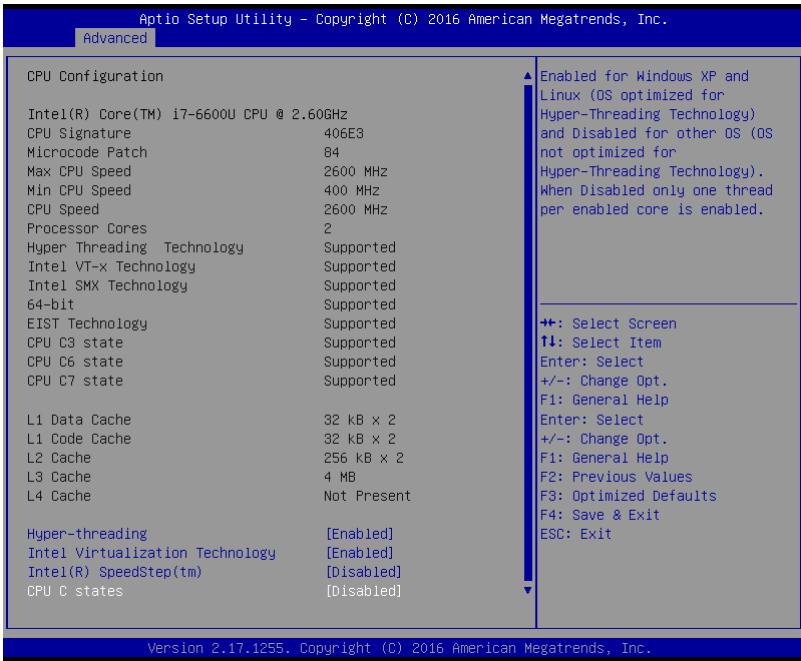 Aptio Setup Utility – Copyright (C) 2016 American Megatrends, Inc.
Advanced
CPU Configuration
Intel(R) Core(TM) i7-6600U CPU @ 2.60GHz
CPU Signature 406E3
Microcode Patch 84
Max CPU Speed 2600 MHz
Min CPU Speed 400 MHz
CPU Speed 2600 MHz
Processor Cores 2
Hyper Threading Technology Supported
Intel VT-x Technology Supported
Intel SMX Technology Supported
64-bit Supported
EIST Technology Supported
CPU C3 state Supported
CPU C6 state Supported
CPU C7 state Supported
L1 Data Cache 32 kB x 2
L1 Code Cache 32 kB x 2
L2 Cache 256 kB x 2
L3 Cache 4 MB
L4 Cache Not Present
Hyper-threading [Enabled]
Intel Virtualization Technology [Enabled]
Intel(R) SpeedStep(tm) [Disabled]
CPU C states [Disabled]
Enabled for Windows XP and
Linux (OS optimized for
Hyper-Threading Technology)
and Disabled for other OS (OS
not optimized for
Hyper-Threading Technology).
When Disabled only one thread
per enabled core is enabled.
→←: Select Screen
↑↓: Select Item
Enter: Select
+/-: Change Opt.
F1: General Help
Enter: Select
+/-: Change Opt.
F1: General Help
F2: Previous Values
F3: Optimized Defaults
F4: Save & Exit
ESC: Exit
Version 2.17.1255. Copyright (C) 2016 American Megatrends, Inc.